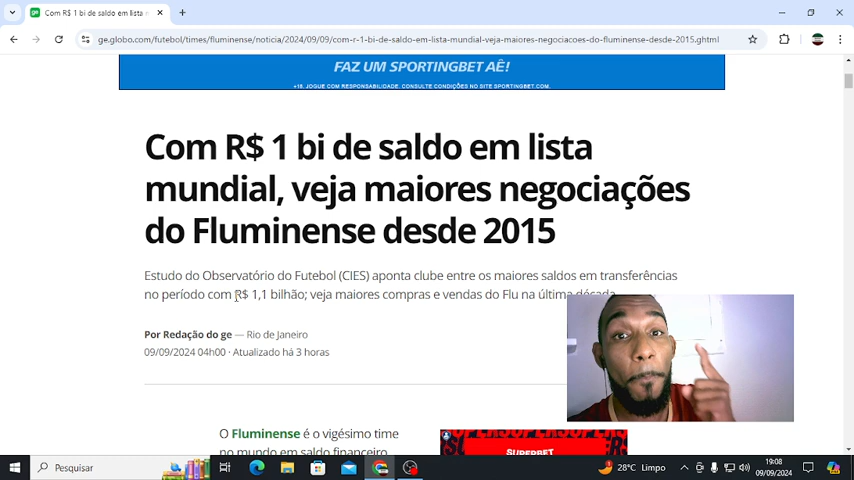 Com R$ 1 bi de saldo em lista m
ge.globo.com/futebol/times/fluminense/noticia/2024/09/09/com-r-1-bi-de-saldo-em-lista-mundial-veja-maiores-negociacoes-do-fluminense-desde-2015.ghtml
FAZ UM SPORTINGBET AÊ!
+18. JOGUE COM RESPONSABILIDADE. CONSULTE CONDIÇÕES NO SITE SPORTINGBET.COM.
Com R$ 1 bi de saldo em lista
mundial, veja maiores negociações
do Fluminense desde 2015
Estudo do Observatório do Futebol (CIES) aponta clube entre os maiores saldos em transferências
no período com R$ 1,1 bilhão; veja maiores compras e vendas do Flu na última década
Por Redação do ge — Rio de Janeiro
09/09/2024 04h00 · Atualizado há 3 horas
O Fluminense é o vigésimo time
no mundo em saldo financeiro
SUPERBET
Pesquisar
28°C Limpo
19:08
09/09/2024